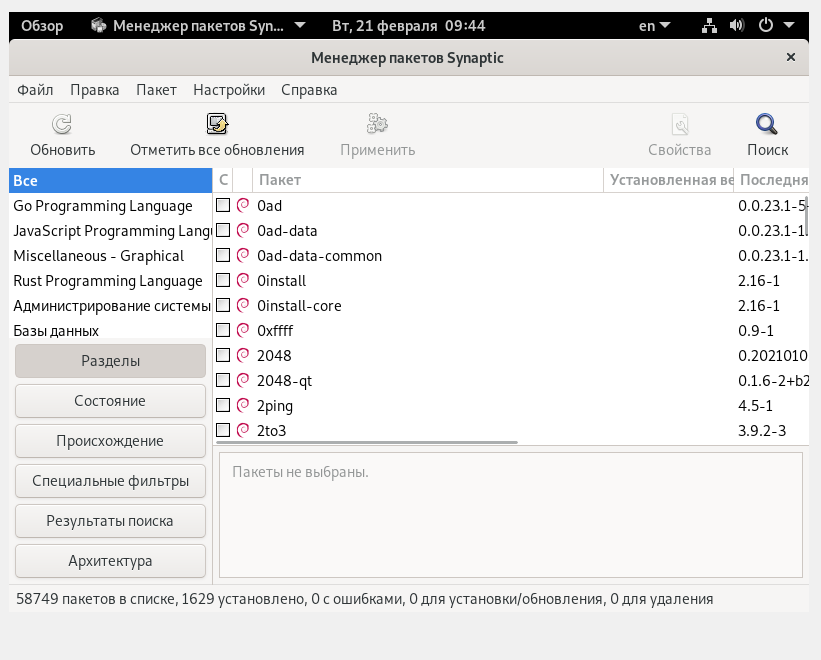 Обзор Менеджер пакетов Syn... Вт, 21 февраля 09:44 en
Менеджер пакетов Synaptic ×
Файл Правка Пакет Настройки Справка
Обновить Отметить все обновления Применить Свойства Поиск
Все
Go Programming Language
JavaScript Programming Lang
Miscellaneous - Graphical
Rust Programming Language
Администрирование системы
Базы данных
Разделы
Состояние
Происхождение
Специальные фильтры
Результаты поиска
Архитектура
С Пакет Установленная ве Последня
0ad 0.0.23.1-5
0ad-data 0.0.23.1-1.
0ad-data-common 0.0.23.1-1.
0install 2.16-1
0install-core 2.16-1
0xffff 0.9-1
2048 0.2021010
2048-qt 0.1.6-2+b2
2ping 4.5-1
2to3 3.9.2-3
Пакеты не выбраны.
58749 пакетов в списке, 1629 установлено, 0 с ошибками, 0 для установки/обновления, 0 для удаления